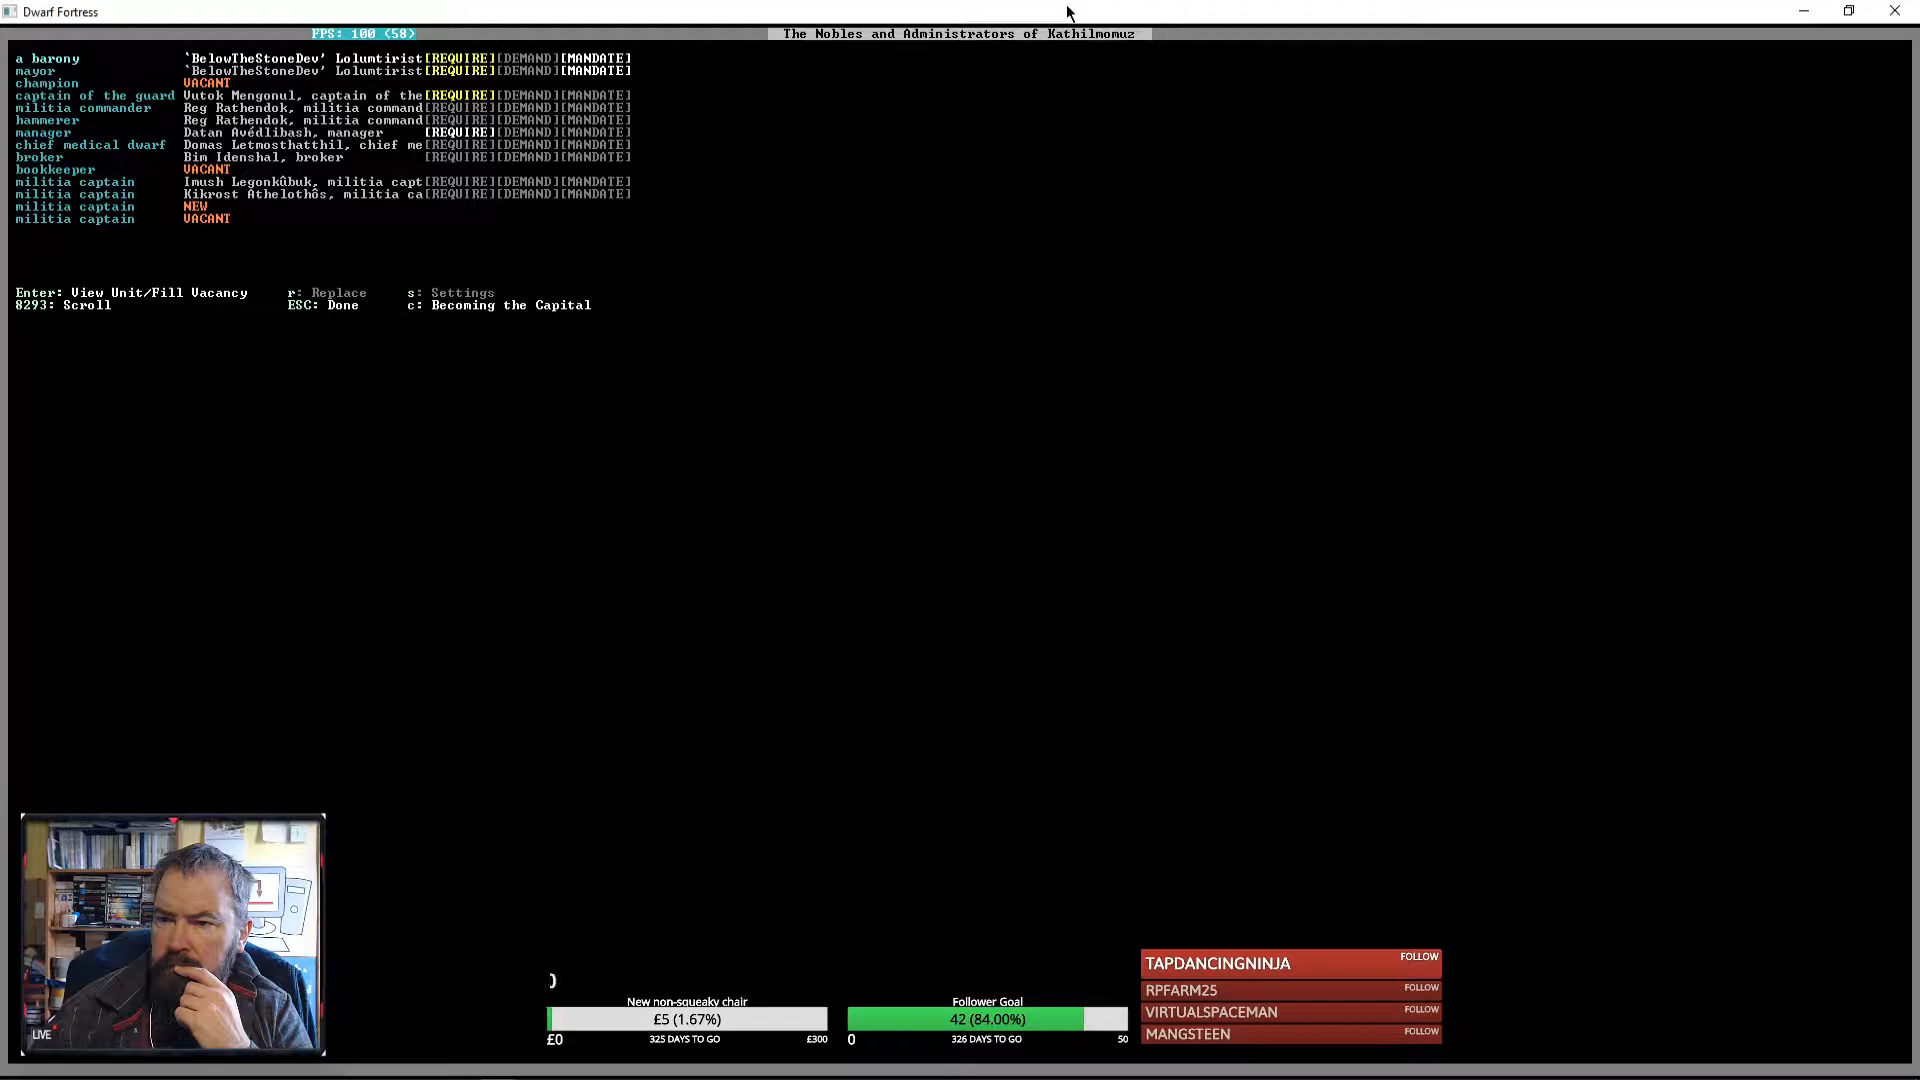 Dwarf Fortress
FPS: 100 (58)
The Nobles and Administrators of Kathilmomuz
a barony `BelowTheStoneDev' Lolumtirist[REQUIRE][DEMAND][MANDATE]
mayor `BelowTheStoneDev' Lolumtirist[REQUIRE][DEMAND][MANDATE]
champion VACANT
captain of the guard Vutok Mengonul, captain of the[REQUIRE][DEMAND][MANDATE]
militia commander Reg Rathendok, militia command[REQUIRE][DEMAND][MANDATE]
hammerer Reg Rathendok, militia command[REQUIRE][DEMAND][MANDATE]
manager Datan Avédlibash, manager [REQUIRE][DEMAND][MANDATE]
chief medical dwarf Domas Letmosthatthil, chief me[REQUIRE][DEMAND][MANDATE]
broker Bim Idenshal, broker [REQUIRE][DEMAND][MANDATE]
bookkeeper VACANT
militia captain Imush Legonkûbuk, militia capt[REQUIRE][DEMAND][MANDATE]
militia captain Kikrost Athelothôs, militia ca[REQUIRE][DEMAND][MANDATE]
militia captain NEW
militia captain VACANT
Enter: View Unit/Fill Vacancy r: Replace s: Settings
8293: Scroll ESC: Done c: Becoming the Capital
LIVE
New non-squeaky chair
£5 (1.67%)
£0 325 DAYS TO GO £300
Follower Goal
42 (84.00%)
0 326 DAYS TO GO 50
TAPDANCINGNINJA FOLLOW
RPFARM25 FOLLOW
VIRTUALSPACEMAN FOLLOW
MANGSTEEN FOLLOW